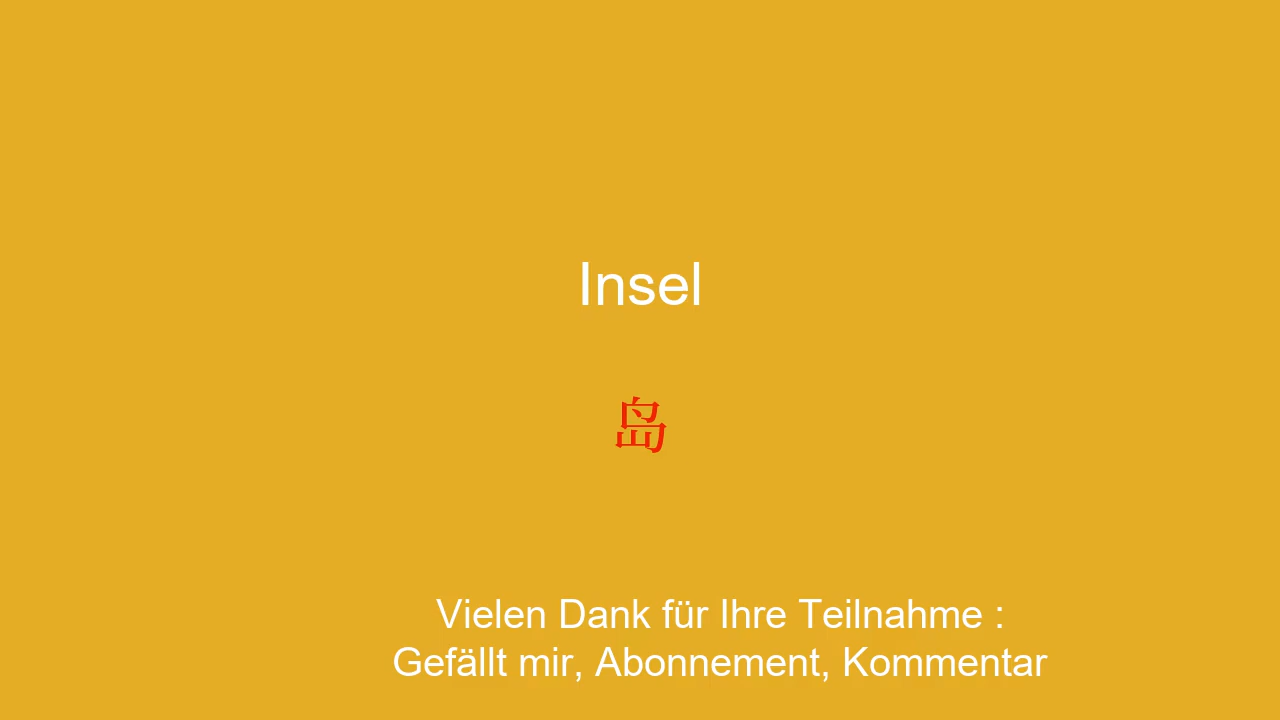 Insel
岛
Vielen Dank für Ihre Teilnahme :
Gefällt mir, Abonnement, Kommentar